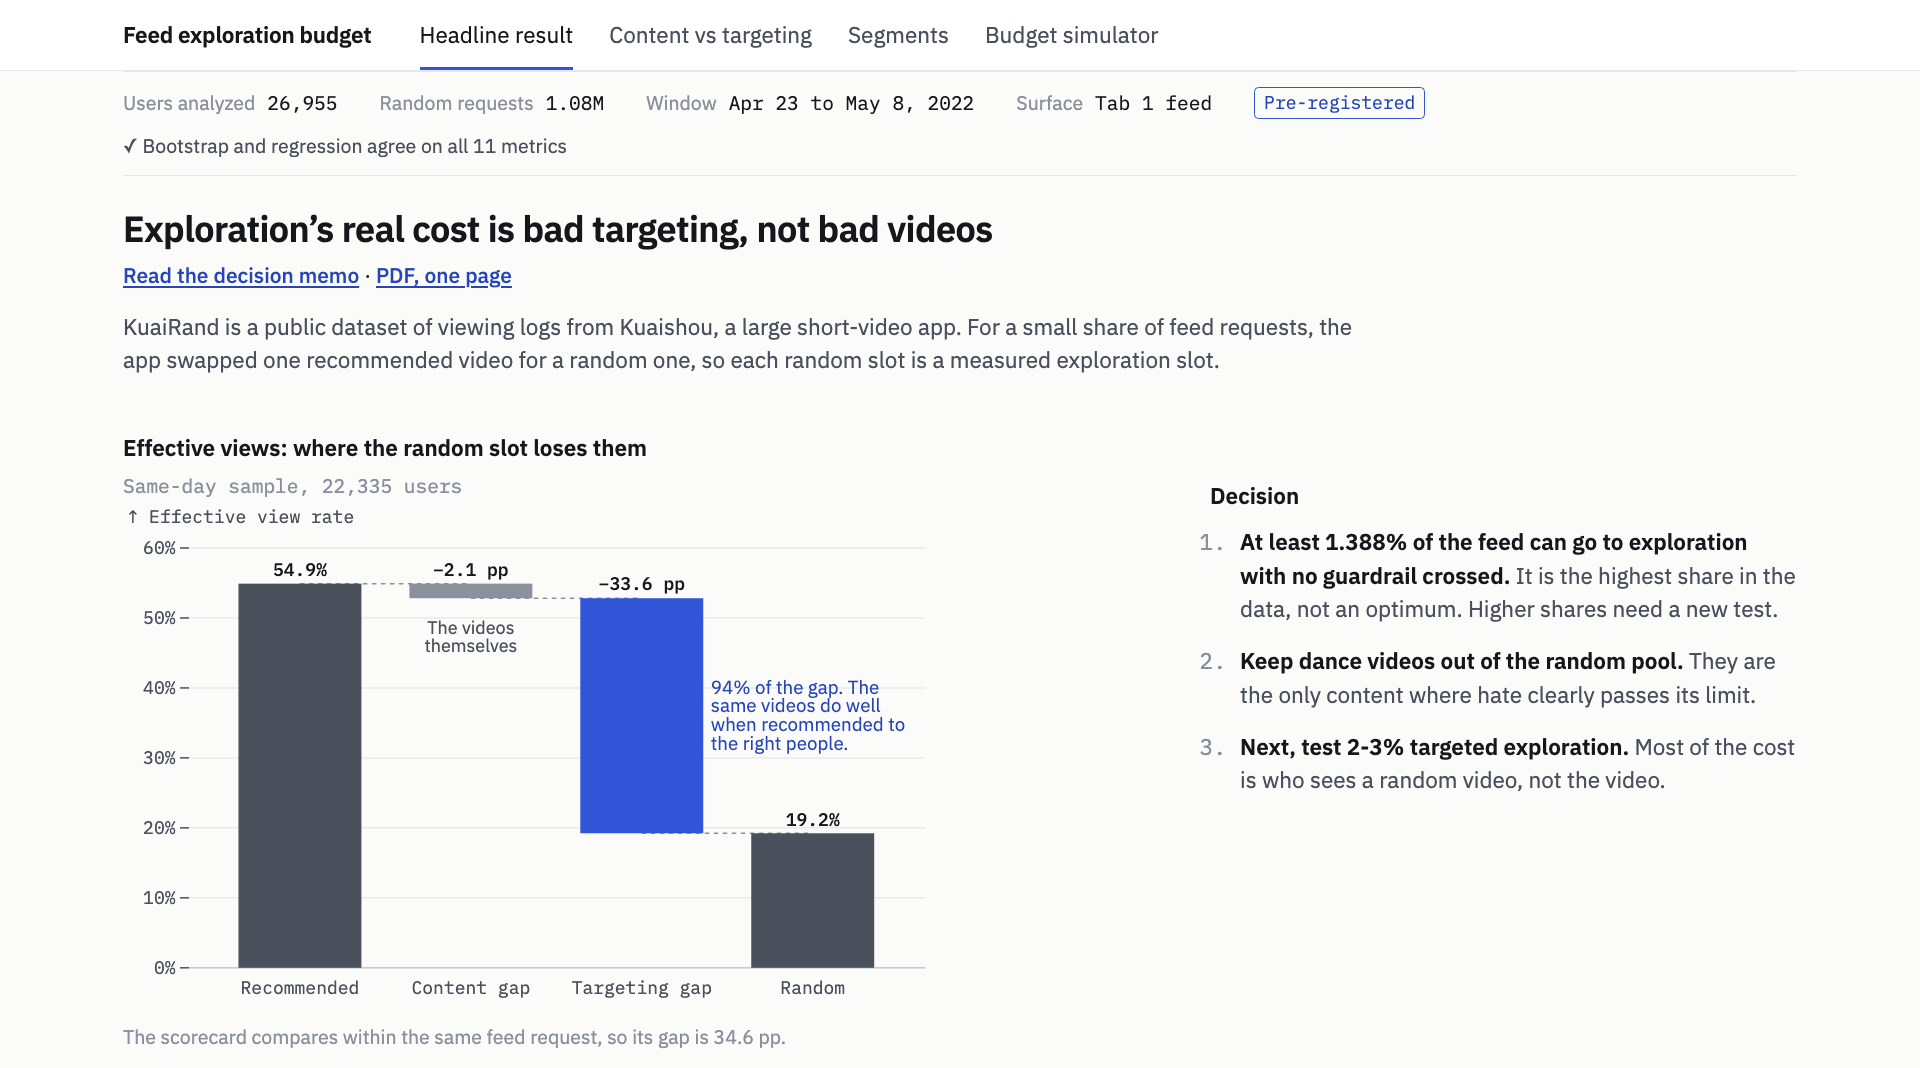 Feed exploration budget
Headline result
Content vs targeting
Segments
Budget simulator
Users analyzed 26,955
Random requests 1.08M
Window Apr 23 to May 8, 2022
Surface Tab 1 feed
Pre-registered
✓ Bootstrap and regression agree on all 11 metrics
Exploration’s real cost is bad targeting, not bad videos
Read the decision memo · PDF, one page
KuaiRand is a public dataset of viewing logs from Kuaishou, a large short-video app. For a small share of feed requests, the
app swapped one recommended video for a random one, so each random slot is a measured exploration slot.
Effective views: where the random slot loses them
Same-day sample, 22,335 users
↑ Effective view rate
60%
50%
40%
30%
20%
10%
0%
54.9%
−2.1 pp
The videos
themselves
−33.6 pp
94% of the gap. The
same videos do well
when recommended to
the right people.
19.2%
Recommended
Content gap
Targeting gap
Random
The scorecard compares within the same feed request, so its gap is 34.6 pp.
Decision
1. At least 1.388% of the feed can go to exploration
with no guardrail crossed. It is the highest share in the
data, not an optimum. Higher shares need a new test.
2. Keep dance videos out of the random pool. They are
the only content where hate clearly passes its limit.
3. Next, test 2-3% targeted exploration. Most of the cost
is who sees a random video, not the video.